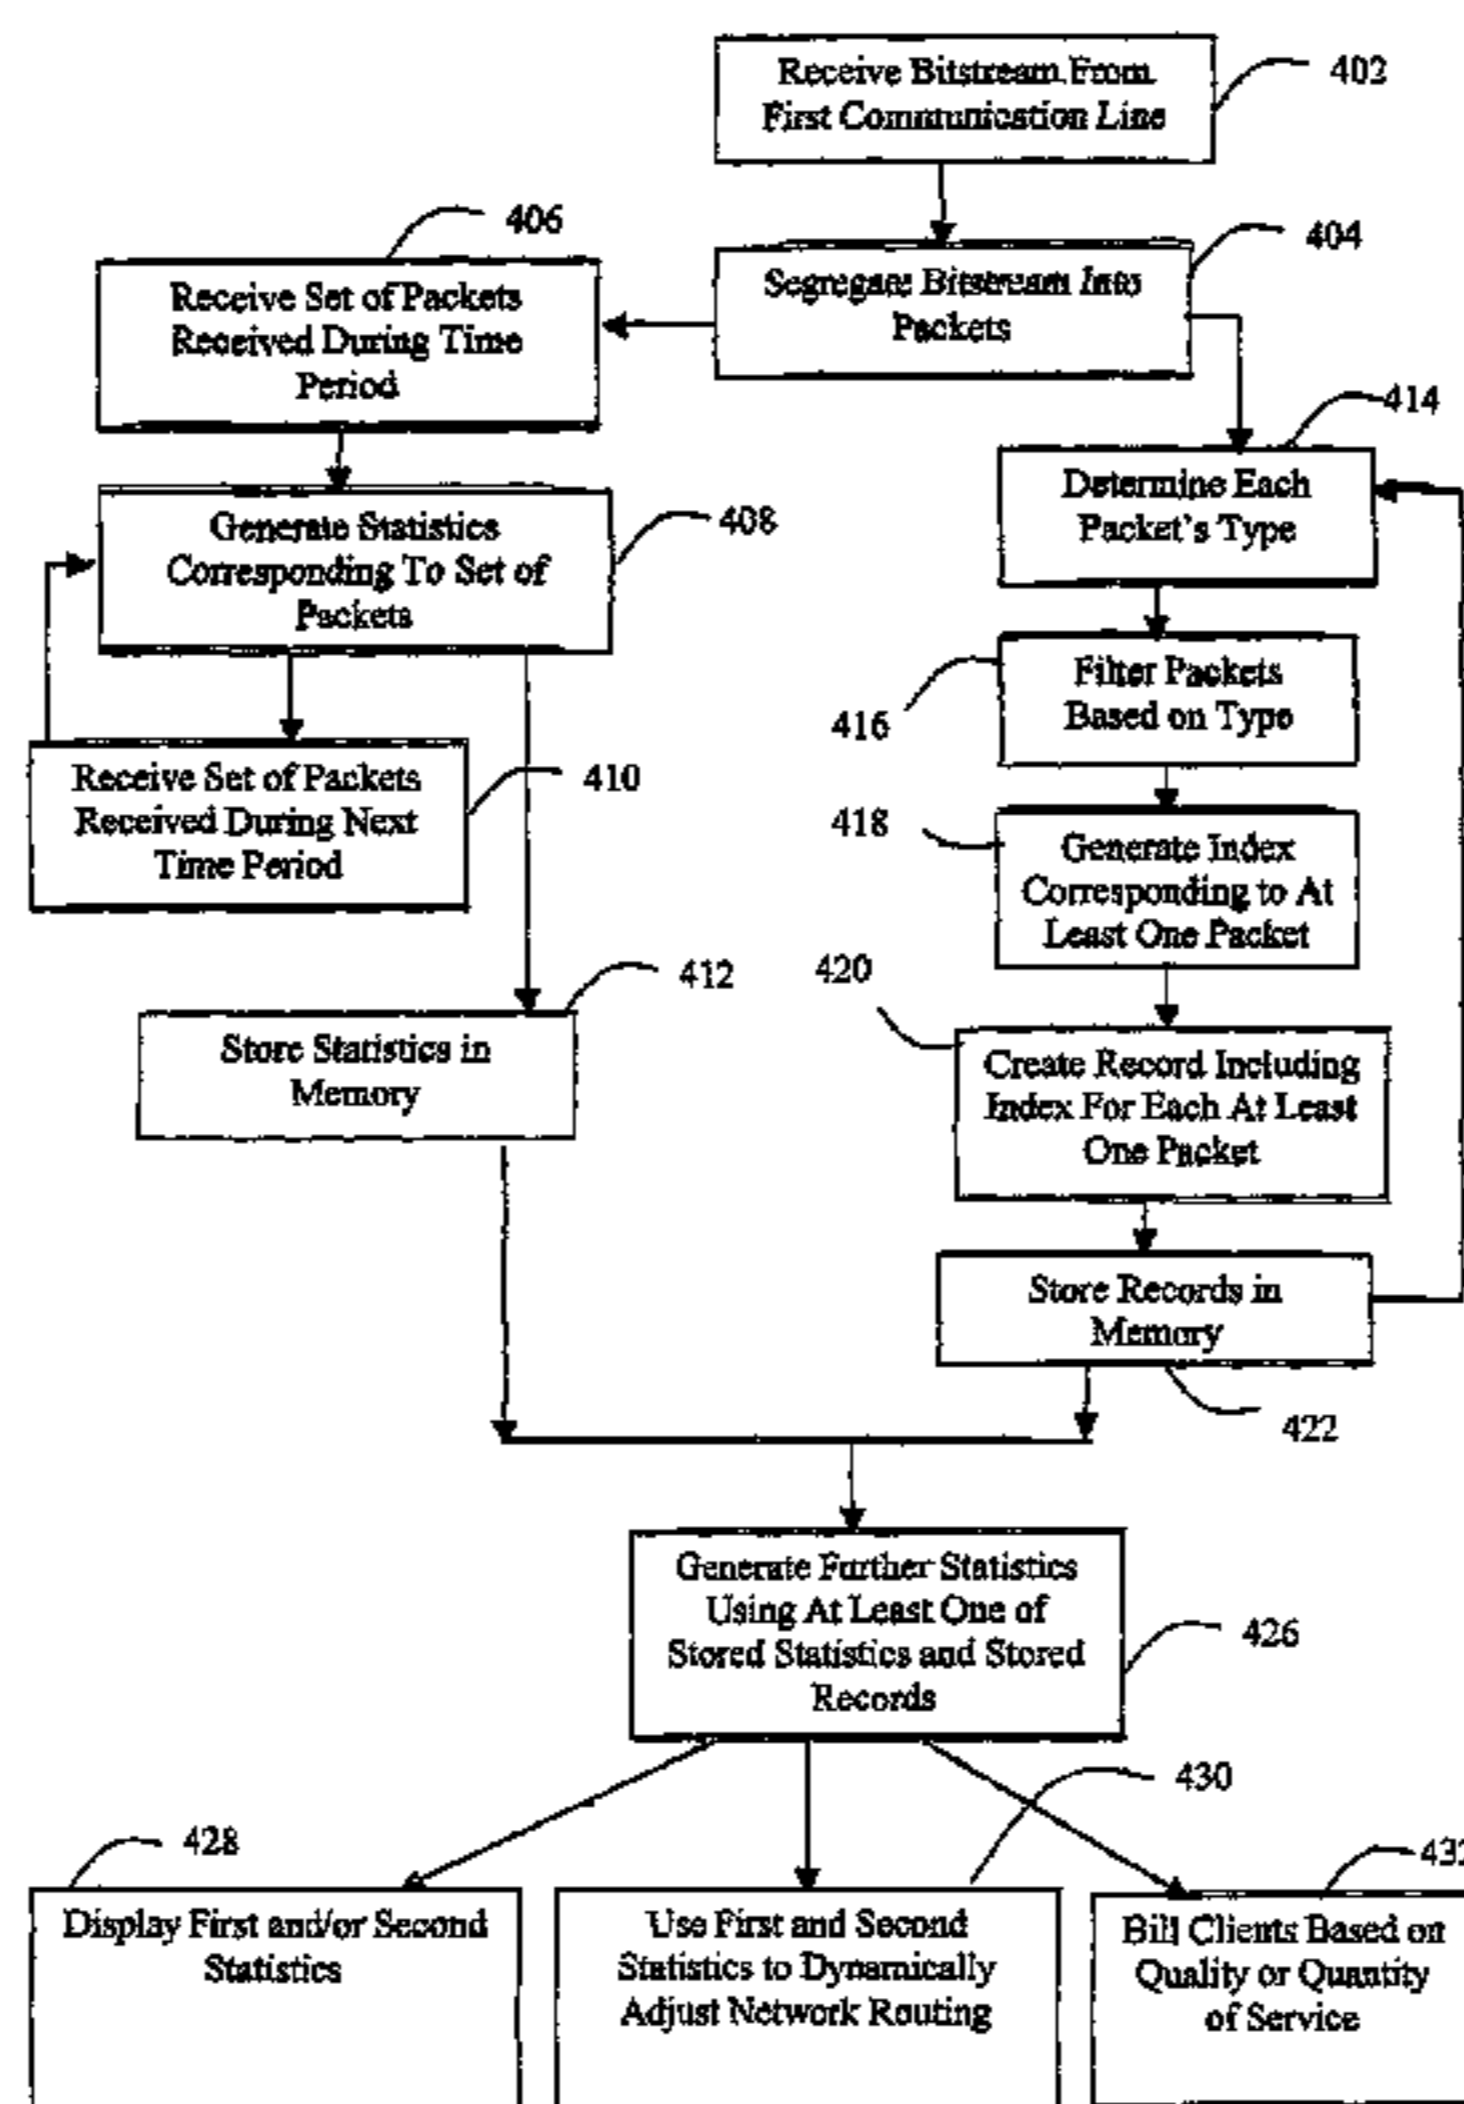 Receive Bitstream From
First Communication Line
402
406
404
Segregate Bitstream Into
Packets
Receive Set of Packets
Received During Time
Period
414
Determine Each
Packet's Type
Generate Statistics
Corresponding To Set of
Packets
408
Filter Packets
Based on Type
416
Receive Set of Packets
Received During Next
Time Period
410
418
Generate Index
Corresponding to At
Least One Packet
412
420
Store Statistics in
Memory
Create Record Including
Index For Each At Least
One Packet
Store Records in
Memory
422
Generate Further Statistics
Using At Least One of
Stored Statistics and Stored
Records
426
430
428
Display First and/or Second
Statistics
Use First and Second
Statistics to Dynamically
Adjust Network Routing
Bill Clients Based on
Quality or Quantity
of Service